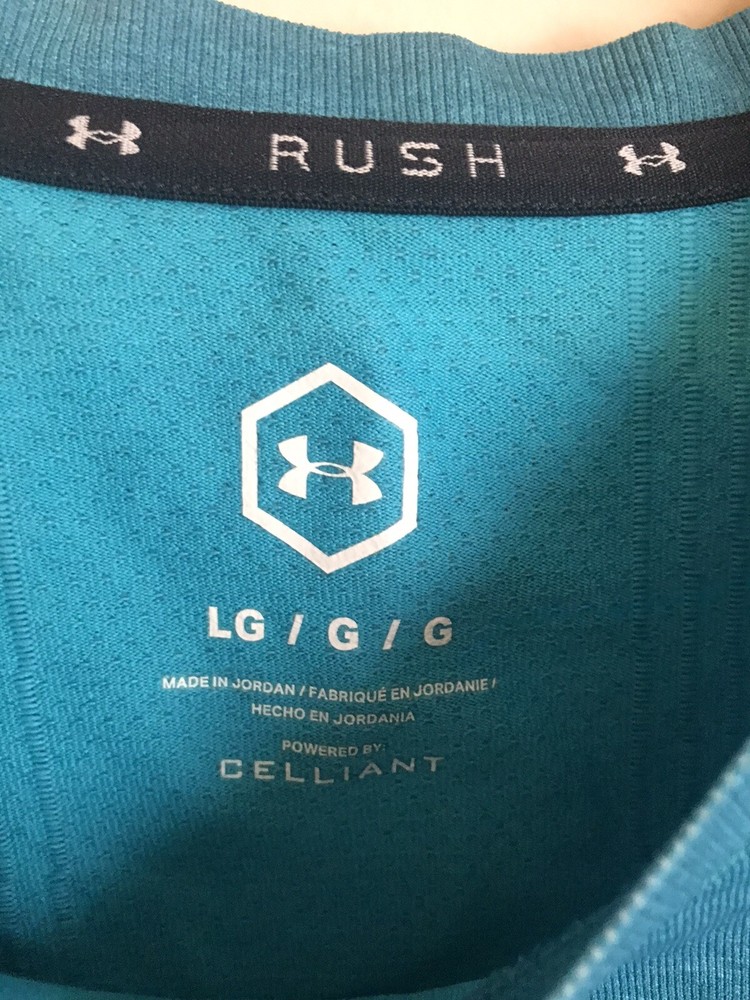 RUSH
LG / G / G
MADE IN JORDAN / FABRIQUÉ EN JORDANIE /
HECHO EN JORDANIA
POWERED BY:
CELLIANT